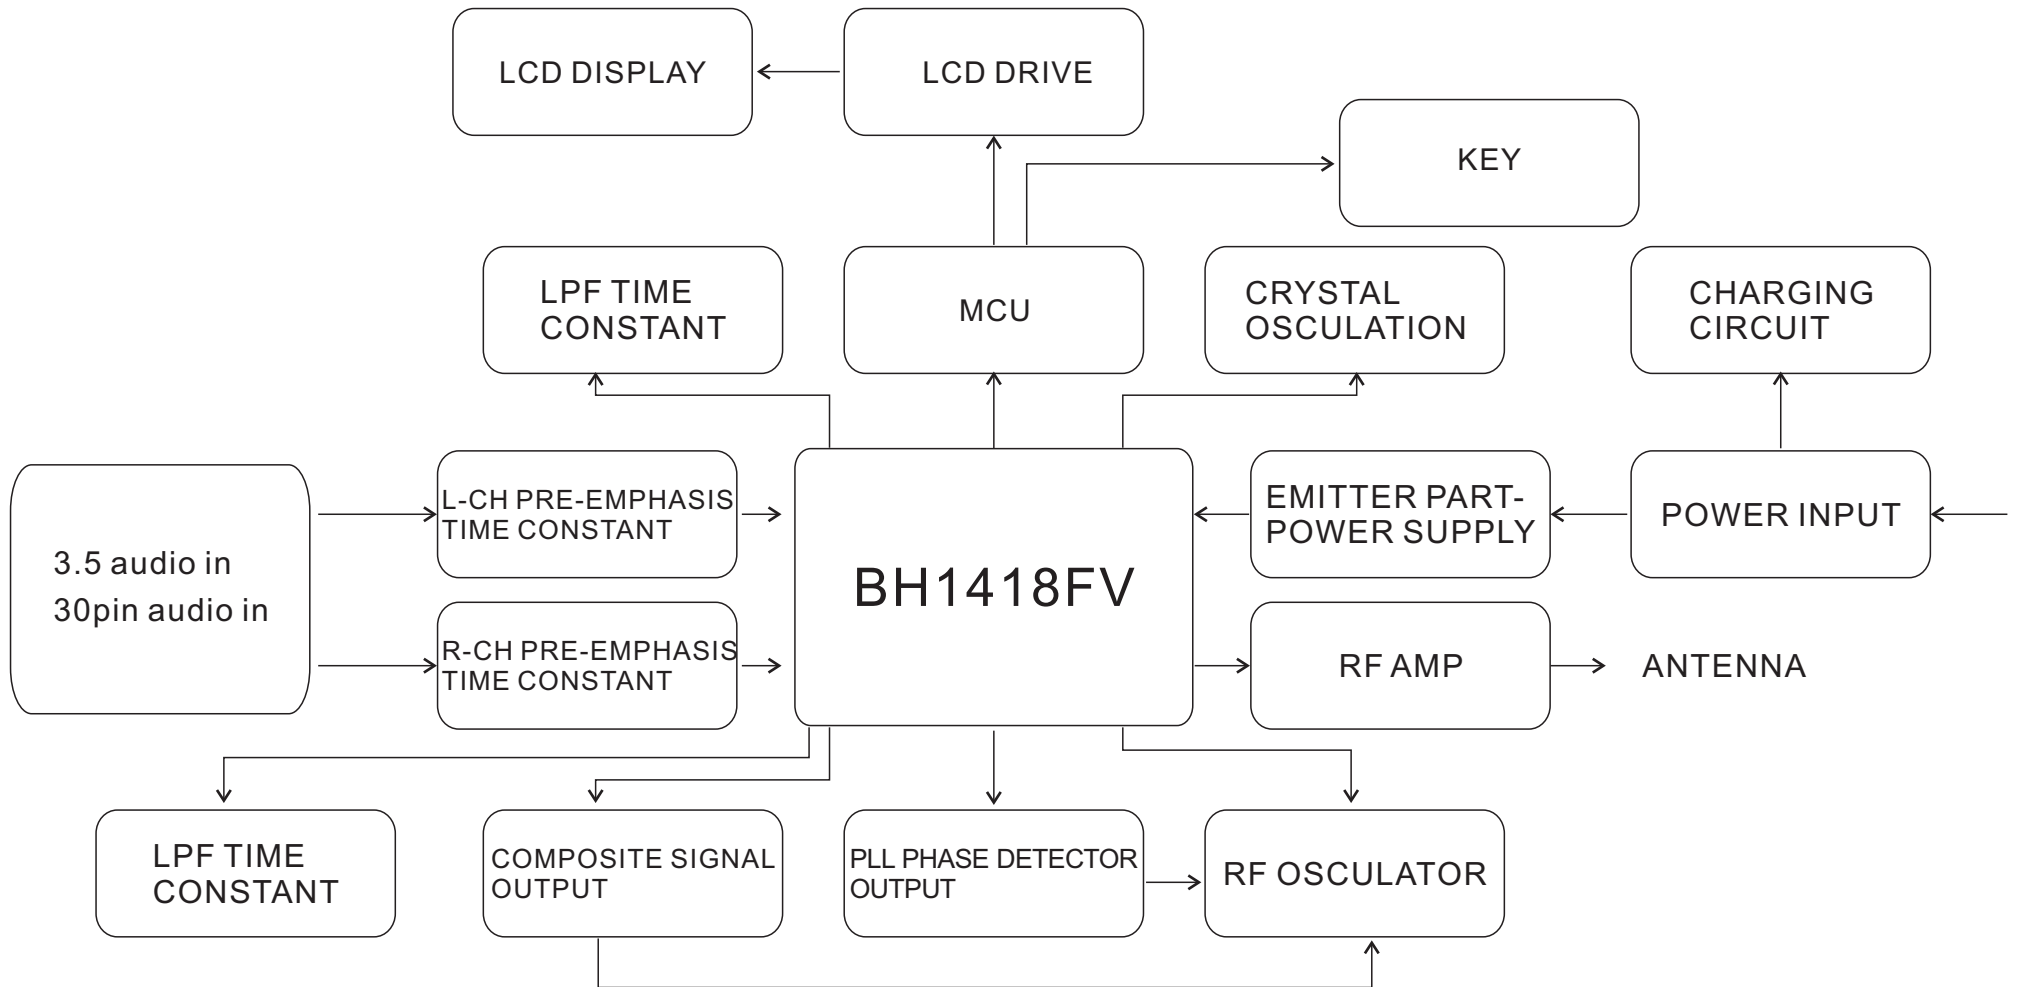 LCD DISPLAY
LCD DRIVE
KEY
LPF TIME
CONSTANT
MCU
CRYSTAL
OSCULATION
CHARGING
CIRCUIT
3.5 audio in
30pin audio in
L-CH PRE-EMPHASIS
TIME CONSTANT
R-CH PRE-EMPHASIS
TIME CONSTANT
BH1418FV
EMITTER PART-
POWER SUPPLY
POWER INPUT
RF AMP
ANTENNA
LPF TIME
CONSTANT
COMPOSITE SIGNAL
OUTPUT
PLL PHASE DETECTOR
OUTPUT
RF OSCULATOR